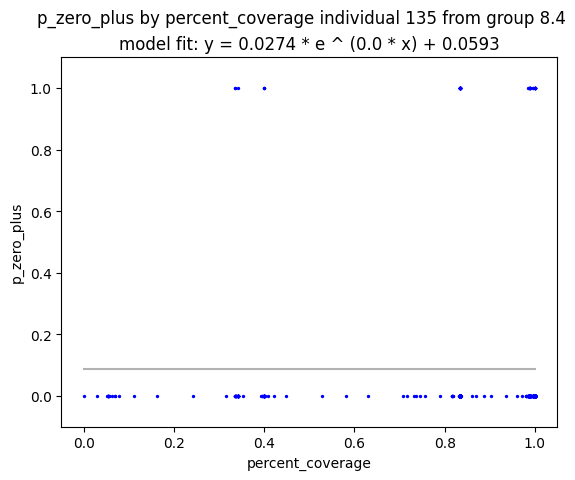 p_zero_plus by percent_coverage individual 135 from group 8.4
model fit: y = 0.0274 * e ^ (0.0 * x) + 0.0593
1.0
0.8
0.6
0.4
0.2
0.0
p_zero_plus
0.0 0.2 0.4 0.6 0.8 1.0
percent_coverage